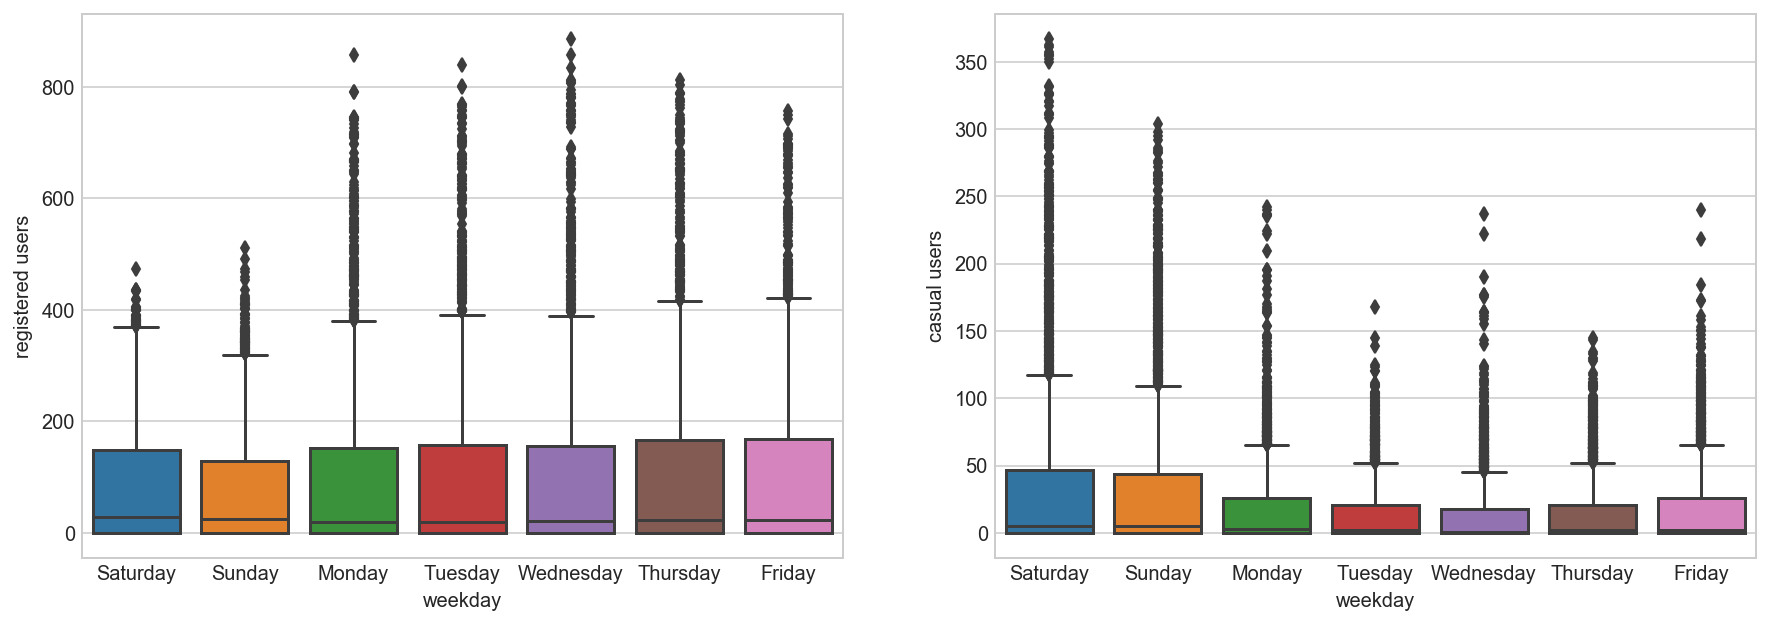 registered users
800
600
400
200
0
Saturday Sunday Monday Tuesday Wednesday Thursday Friday
weekday
casual users
350
300
250
200
150
100
50
0
Saturday Sunday Monday Tuesday Wednesday Thursday Friday
weekday